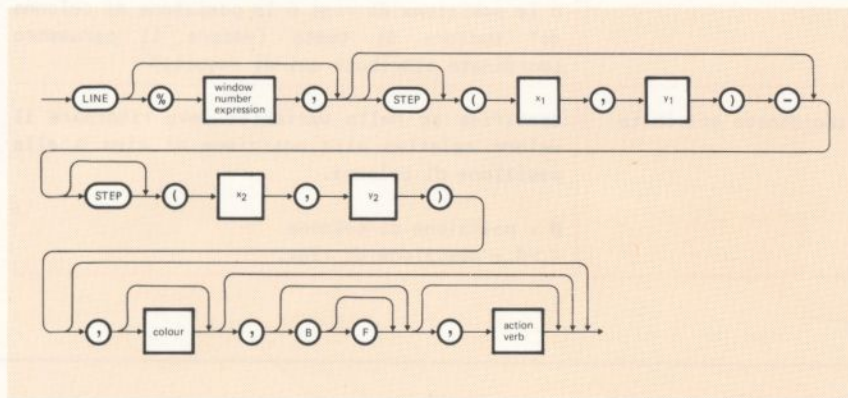 LINE % window number expression , STEP ( x₁ , y₁ ) –
STEP ( x₂ , y₂ )
, colour , B F , action verb